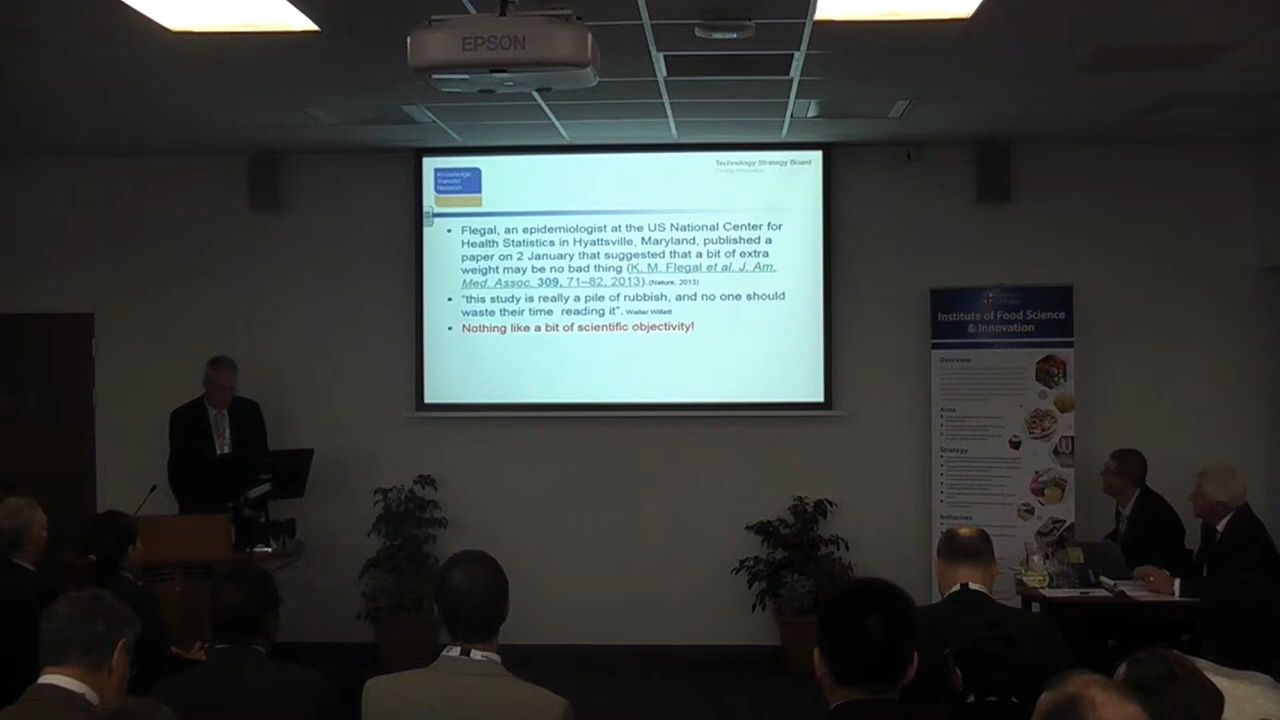 EPSON
Technology Strategy Board
Driving Innovation
Knowledge
Transfer
Network
• Flegal, an epidemiologist at the US National Center for
Health Statistics in Hyattsville, Maryland, published a
paper on 2 January that suggested that a bit of extra
weight may be no bad thing (K. M. Flegal et al. J. Am.
Med. Assoc. 309, 71–82, 2013).(Nature, 2013)
• "this study is really a pile of rubbish, and no one should
waste their time reading it". Walter Willett
• Nothing like a bit of scientific objectivity!
Institute of Food Science
& Innovation
Overview
Aims
Strategy
Initiatives